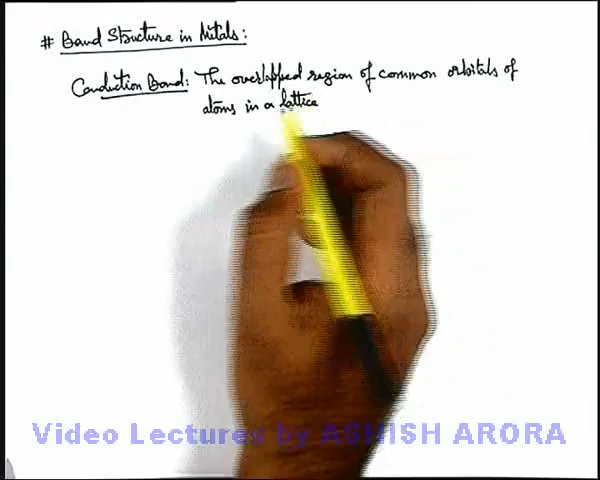 # Band Structure in Metals:
Conduction Band: The overlapped region of common orbitals of
atoms in a lattice
Video Lectures by ASHISH ARORA